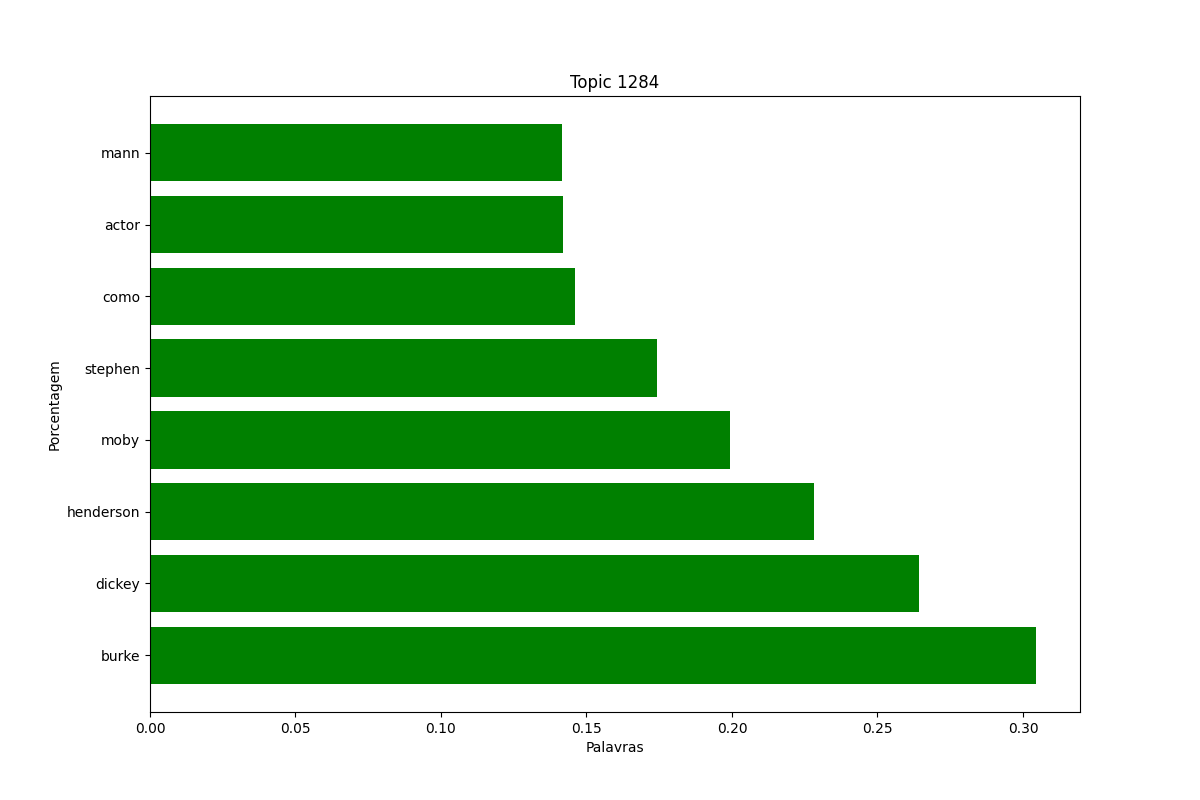 Topic 1284
mann
actor
como
stephen
moby
henderson
dickey
burke
Porcentagem
0.00 0.05 0.10 0.15 0.20 0.25 0.30
Palavras